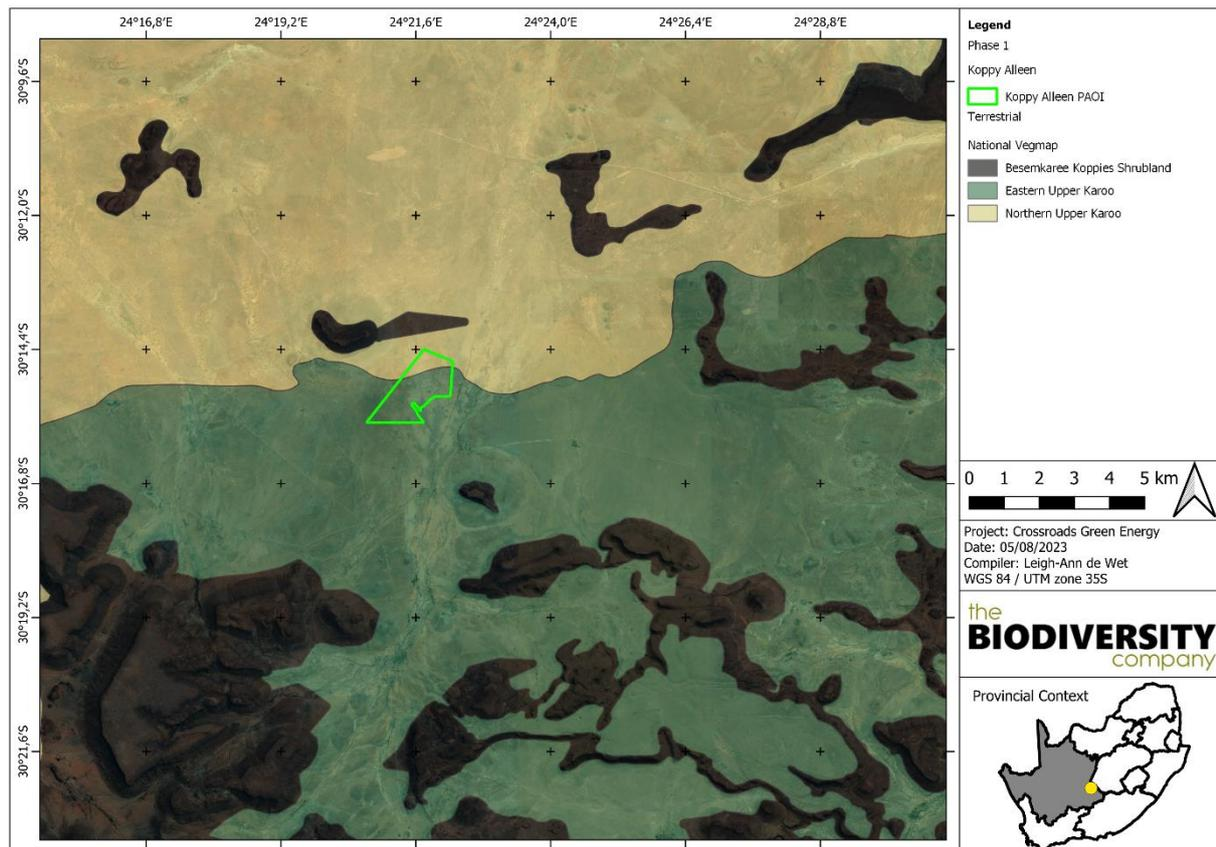 24°16,8'E 24°19,2'E 24°21,6'E 24°24,0'E 24°26,4'E 24°28,8'E
30°9,6'S
30°12,0'S
30°14,4'S
30°16,8'S
30°19,2'S
30°21,6'S
Legend
Phase 1
Koppy Alleen
Koppy Alleen PAOI
Terrestrial
National Vegmap
Besemkaree Koppies Shrubland
Eastern Upper Karoo
Northern Upper Karoo
0 1 2 3 4 5 km
Project: Crossroads Green Energy
Date: 05/08/2023
Compiler: Leigh-Ann de Wet
WGS 84 / UTM zone 35S
the
BIODIVERSITY
company
Provincial Context